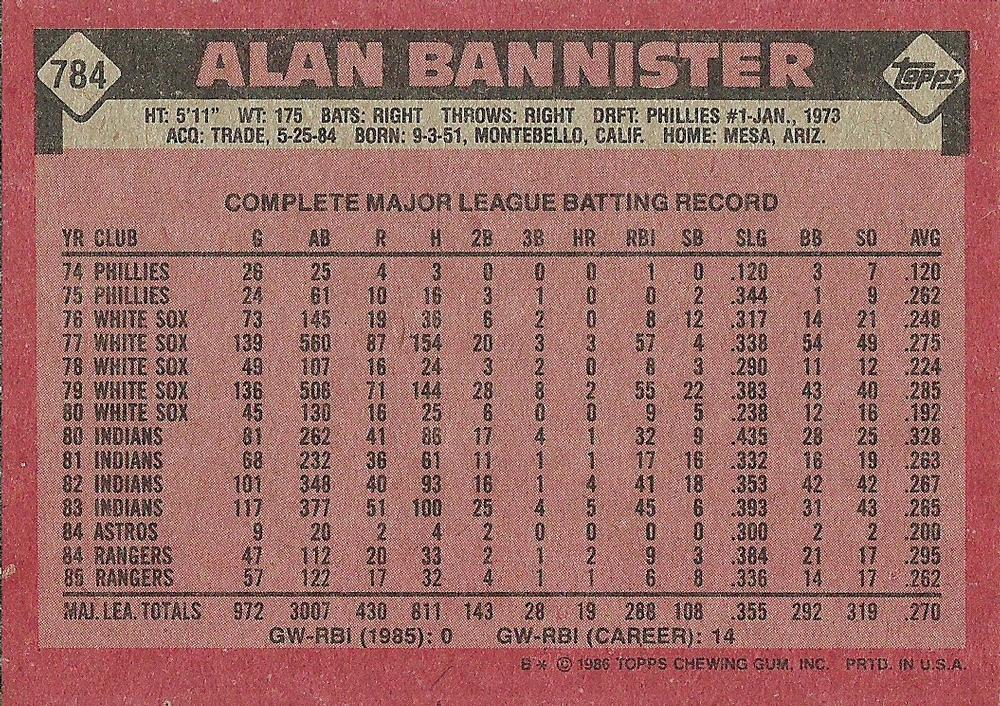 784 ALAN BANNISTER topps
HT: 5'11" WT: 175 BATS: RIGHT THROWS: RIGHT DRFT: PHILLIES #1-JAN., 1973
ACQ: TRADE, 5-25-84 BORN: 9-3-51, MONTEBELLO, CALIF. HOME: MESA, ARIZ.
COMPLETE MAJOR LEAGUE BATTING RECORD
YR CLUB G AB R H 2B 3B HR RBI SB SLG BB SO AVG
74 PHILLIES 26 25 4 3 0 0 0 1 0 .120 3 7 .120
75 PHILLIES 24 61 10 16 3 1 0 0 2 .344 1 9 .262
76 WHITE SOX 73 145 19 36 6 2 0 8 12 .317 14 21 .248
77 WHITE SOX 139 560 87 154 20 3 3 57 4 .338 54 49 .275
78 WHITE SOX 49 107 16 24 3 2 0 8 3 .290 11 12 .224
79 WHITE SOX 136 506 71 144 28 8 2 55 22 .383 43 40 .285
80 WHITE SOX 45 130 16 25 6 0 0 9 5 .238 12 16 .192
80 INDIANS 81 262 41 86 17 4 1 32 9 .435 28 25 .328
81 INDIANS 68 232 36 61 11 1 1 17 16 .332 16 19 .263
82 INDIANS 101 348 40 93 16 1 4 41 18 .353 42 42 .267
83 INDIANS 117 377 51 100 25 4 5 45 6 .393 31 43 .265
84 ASTROS 9 20 2 4 2 0 0 0 0 .300 2 2 .200
84 RANGERS 47 112 20 33 2 1 2 9 3 .384 21 17 .295
85 RANGERS 57 122 17 32 4 1 1 6 8 .336 14 17 .262
MAJ. LEA. TOTALS 972 3007 430 811 143 28 19 288 108 .355 292 319 .270
GW-RBI (1985): 0 GW-RBI (CAREER): 14
B* © 1986 TOPPS CHEWING GUM, INC. PRTD. IN U.S.A.